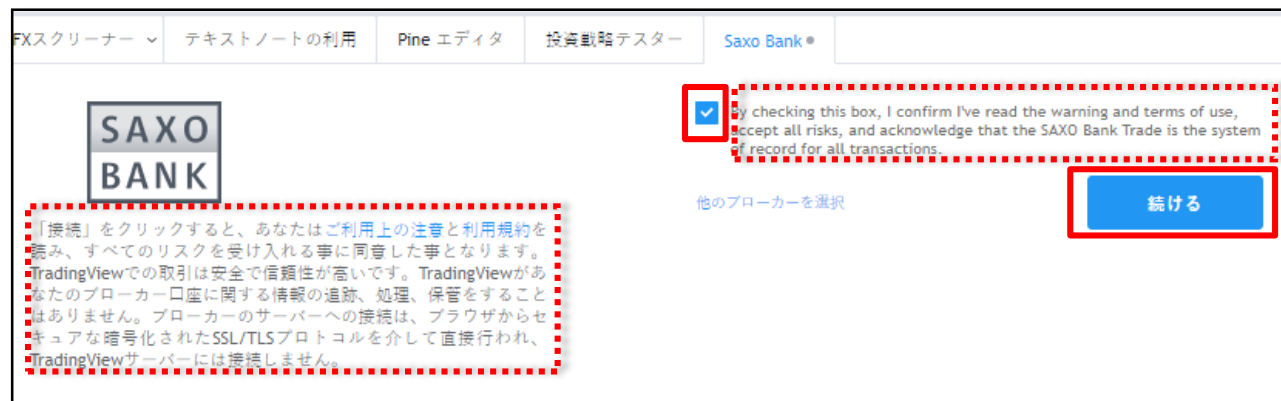 FXスクリーナー テキストノートの利用 Pine エディタ 投資戦略テスター Saxo Bank
SAXO
BANK
「接続」をクリックすると、あなたはご利用上の注意と利用規約を
読み、すべてのリスクを受け入れる事に同意した事となります。
TradingViewでの取引は安全で信頼性が高いです。TradingViewがあ
なたのブローカー口座に関する情報の追跡、処理、保管をすること
はありません。ブローカーのサーバーへの接続は、ブラウザからセ
キュアな暗号化されたSSL/TLSプロトコルを介して直接行われ、
TradingViewサーバーには接続しません。
By checking this box, I confirm I've read the warning and terms of use,
accept all risks, and acknowledge that the SAXO Bank Trade is the system
of record for all transactions.
他のブローカーを選択
続ける